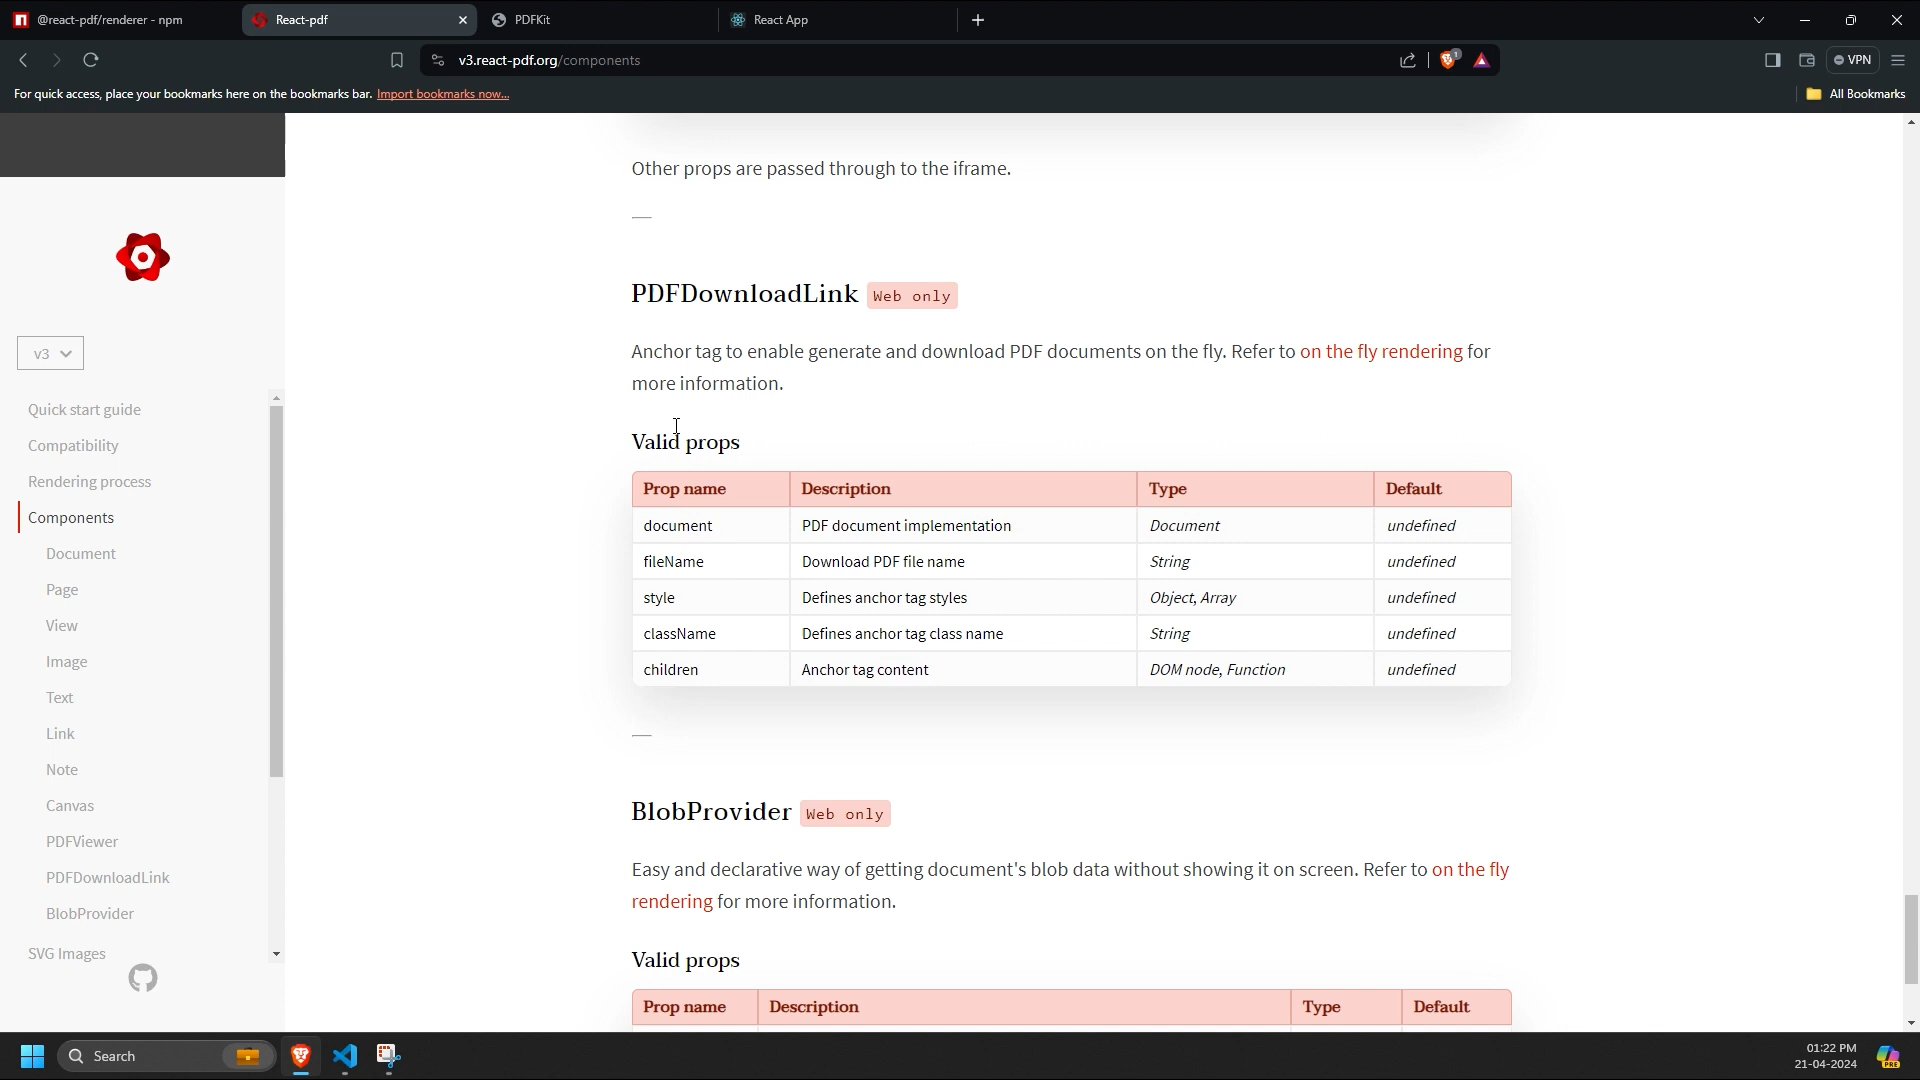 @react-pdf/renderer - npm
React-pdf
PDFKit
React App
v3.react-pdf.org/components
1
VPN
For quick access, place your bookmarks here on the bookmarks bar. Import bookmarks now...
All Bookmarks
v3
Quick start guide
Compatibility
Rendering process
Components
Document
Page
View
Image
Text
Link
Note
Canvas
PDFViewer
PDFDownloadLink
BlobProvider
SVG Images
Other props are passed through to the iframe.
PDFDownloadLink Web only
Anchor tag to enable generate and download PDF documents on the fly. Refer to on the fly rendering for
more information.
Valid props
Prop name Description Type Default
document PDF document implementation Document undefined
fileName Download PDF file name String undefined
style Defines anchor tag styles Object, Array undefined
className Defines anchor tag class name String undefined
children Anchor tag content DOM node, Function undefined
BlobProvider Web only
Easy and declarative way of getting document's blob data without showing it on screen. Refer to on the fly
rendering for more information.
Valid props
Prop name Description Type Default
Search
01:22 PM
21-04-2024
PRE